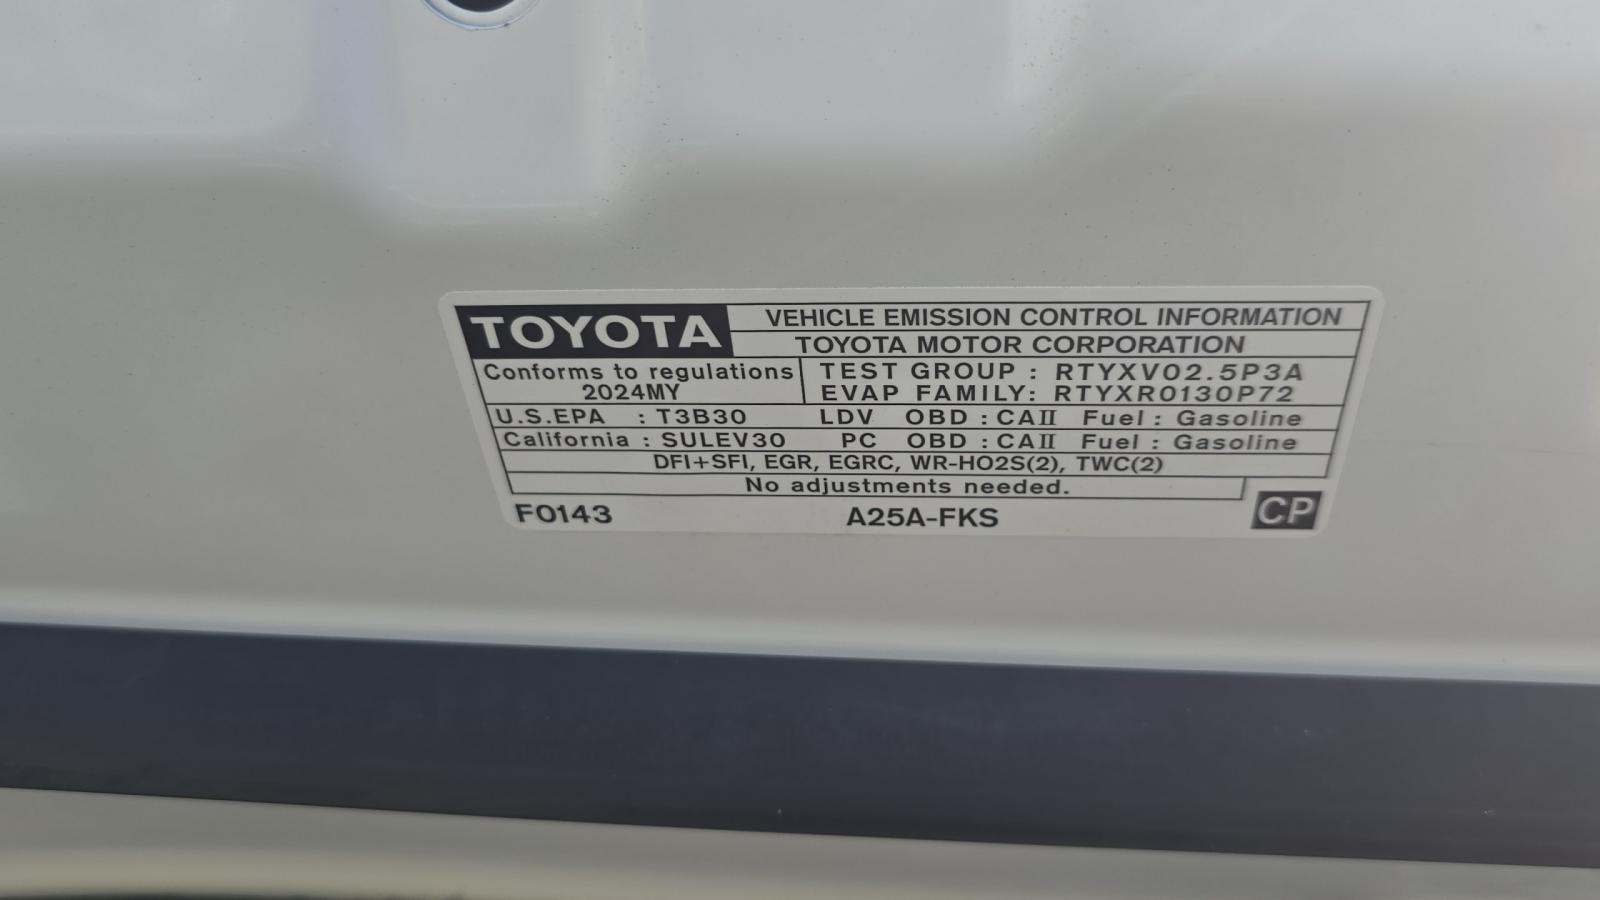 TOYOTA VEHICLE EMISSION CONTROL INFORMATION
TOYOTA MOTOR CORPORATION
Conforms to regulations TEST GROUP : RTYXV02.5P3A
2024MY EVAP FAMILY: RTYXR0130P72
U.S.EPA : T3B30 LDV OBD : CAII Fuel : Gasoline
California : SULEV30 PC OBD : CAII Fuel : Gasoline
DFI+SFI, EGR, EGRC, WR-HO2S(2), TWC(2)
No adjustments needed.
F0143 A25A-FKS CP